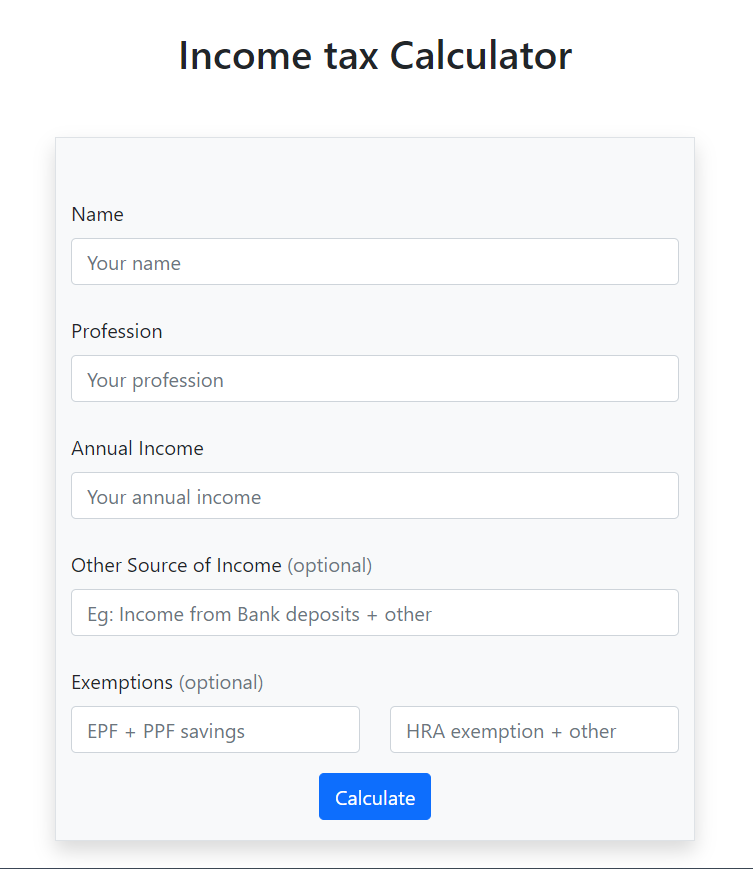 Income tax Calculator
Name
Your name
Profession
Your profession
Annual Income
Your annual income
Other Source of Income (optional)
Eg: Income from Bank deposits + other
Exemptions (optional)
EPF + PPF savings
HRA exemption + other
Calculate